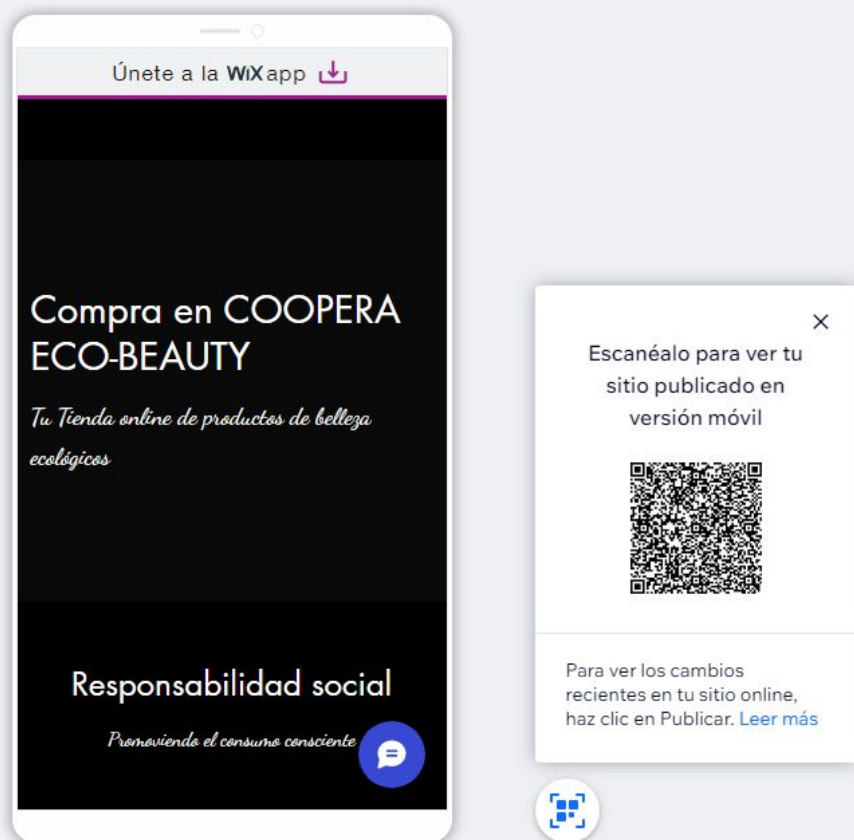 Únete a la WiX app
Compra en COOPERA
ECO-BEAUTY
Tu Tienda online de productos de belleza
ecológicos
Responsabilidad social
Promoviendo el consumo consciente
Escanéalo para ver tu
sitio publicado en
versión móvil
Para ver los cambios
recientes en tu sitio online,
haz clic en Publicar. Leer más